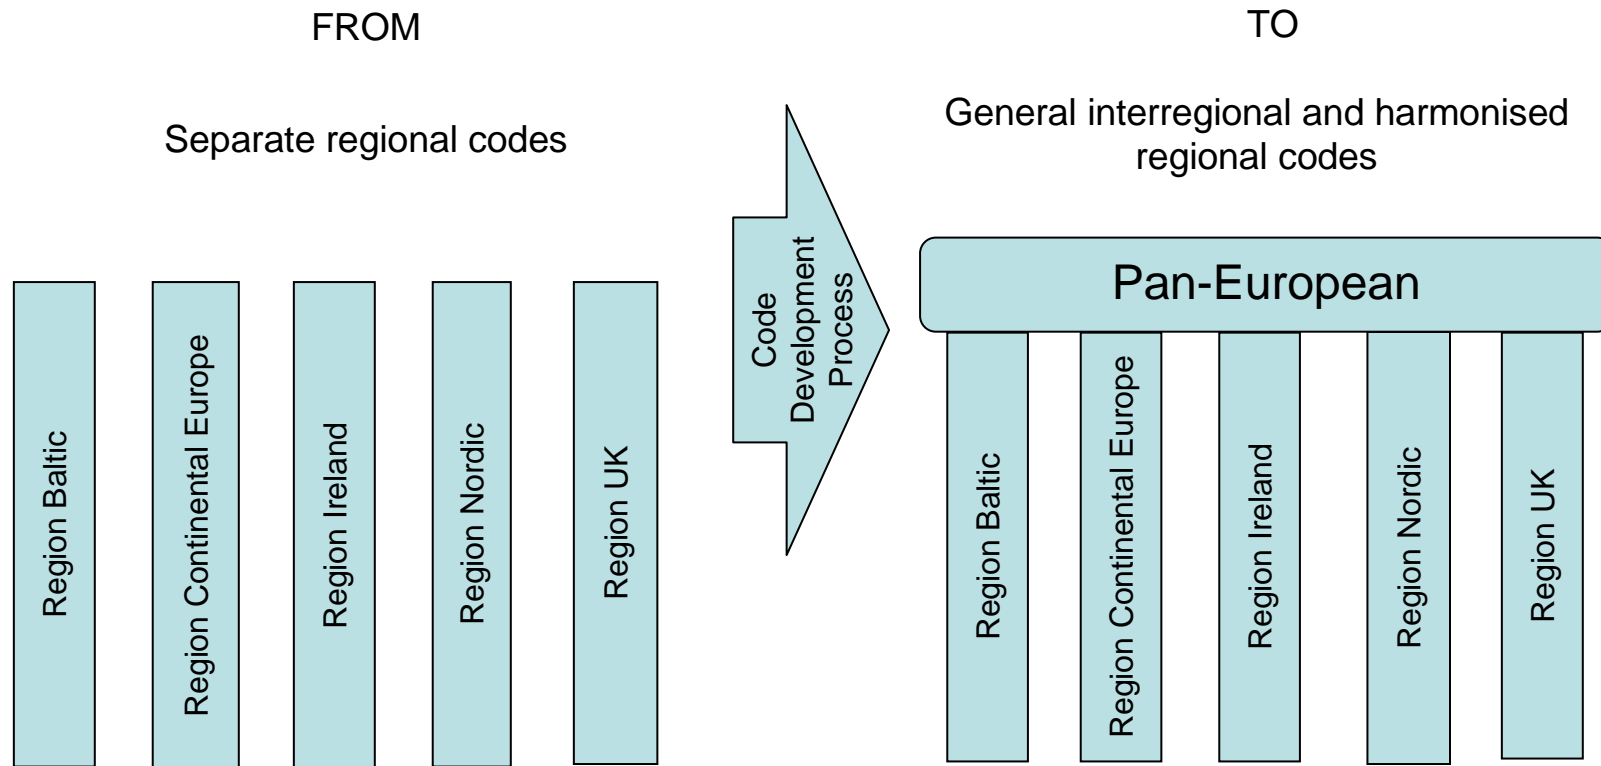 FROM
Separate regional codes
Region Baltic
Region Continental Europe
Region Ireland
Region Nordic
Region UK
Code
Development
Process
TO
General interregional and harmonised
regional codes
Pan-European
Region Baltic
Region Continental Europe
Region Ireland
Region Nordic
Region UK